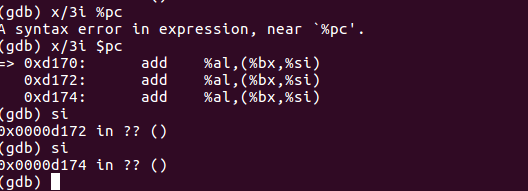 (gdb) x/3i %pc
A syntax error in expression, near `%pc'.
(gdb) x/3i $pc
=> 0xd170:      add    %al,(%bx,%si)
   0xd172:      add    %al,(%bx,%si)
   0xd174:      add    %al,(%bx,%si)
(gdb) si
0x0000d172 in ?? ()
(gdb) si
0x0000d174 in ?? ()
(gdb)